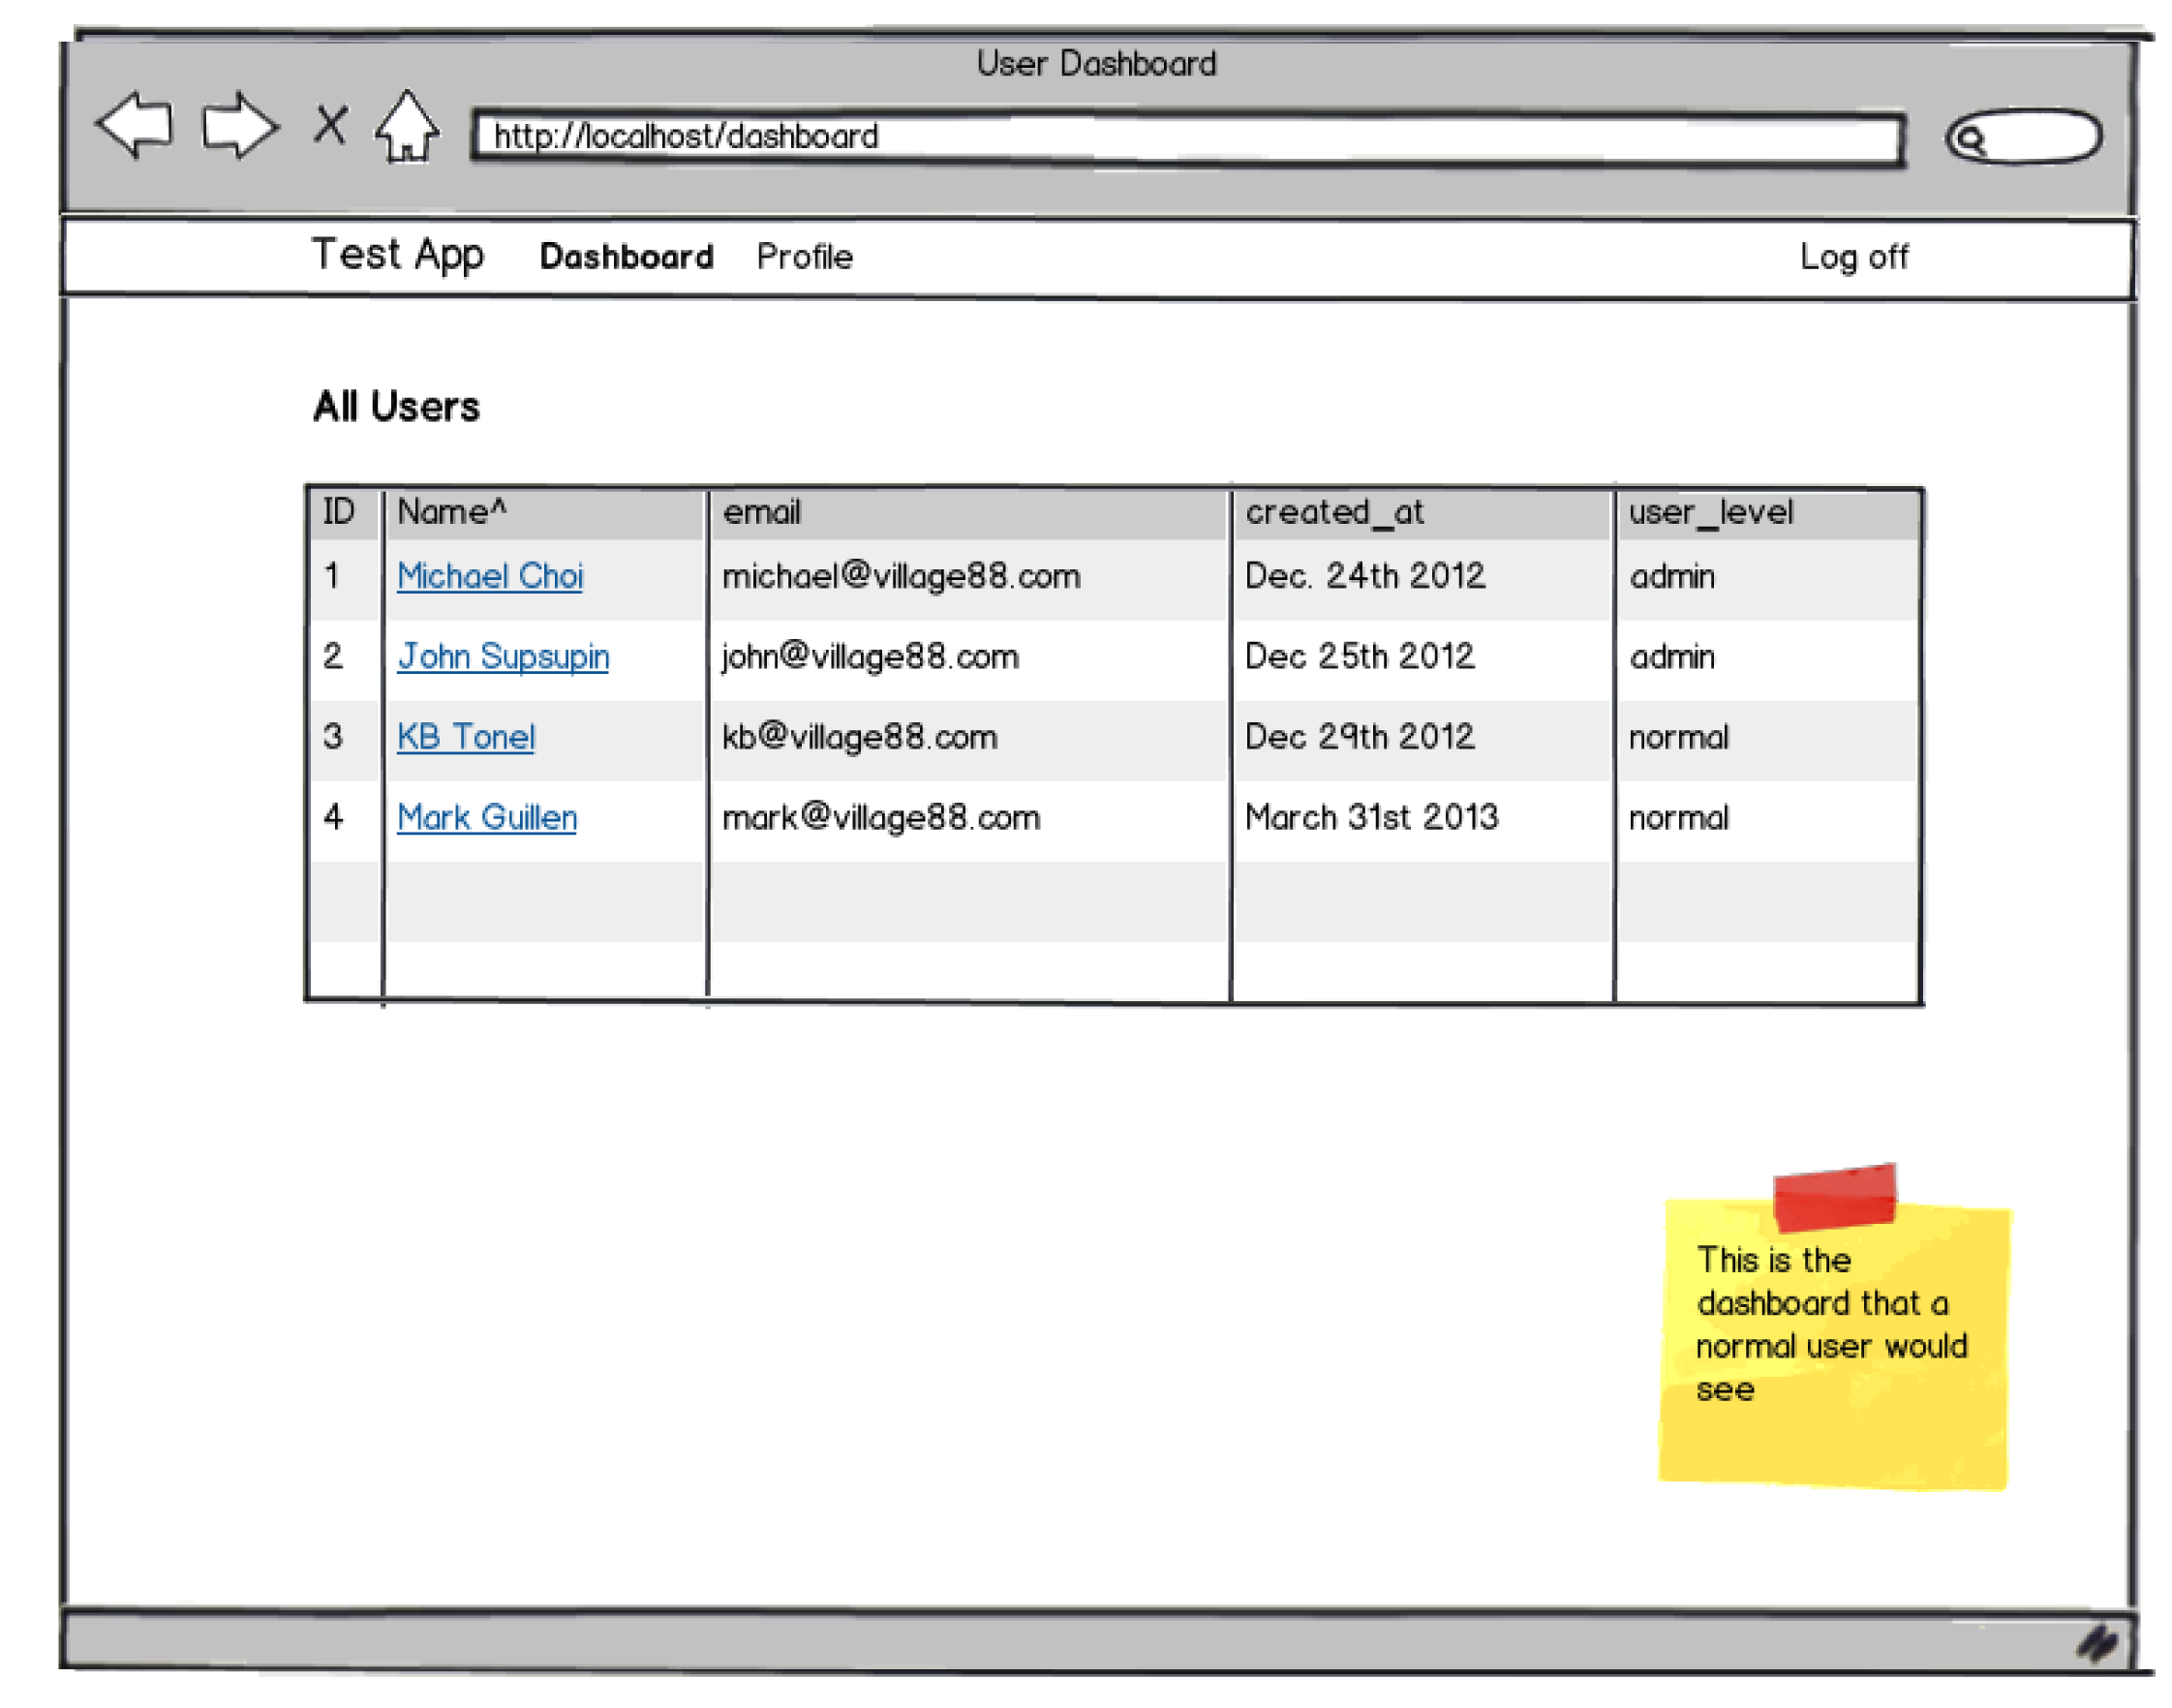 User Dashboard
http://localhost/dashboard
Test App Dashboard Profile Log off
All Users
ID Name^ email created_at user_level
1 Michael Choi michael@village88.com Dec. 24th 2012 admin
2 John Supsupin john@village88.com Dec 25th 2012 admin
3 KB Tonel kb@village88.com Dec 29th 2012 normal
4 Mark Guillen mark@village88.com March 31st 2013 normal
This is the
dashboard that a
normal user would
see